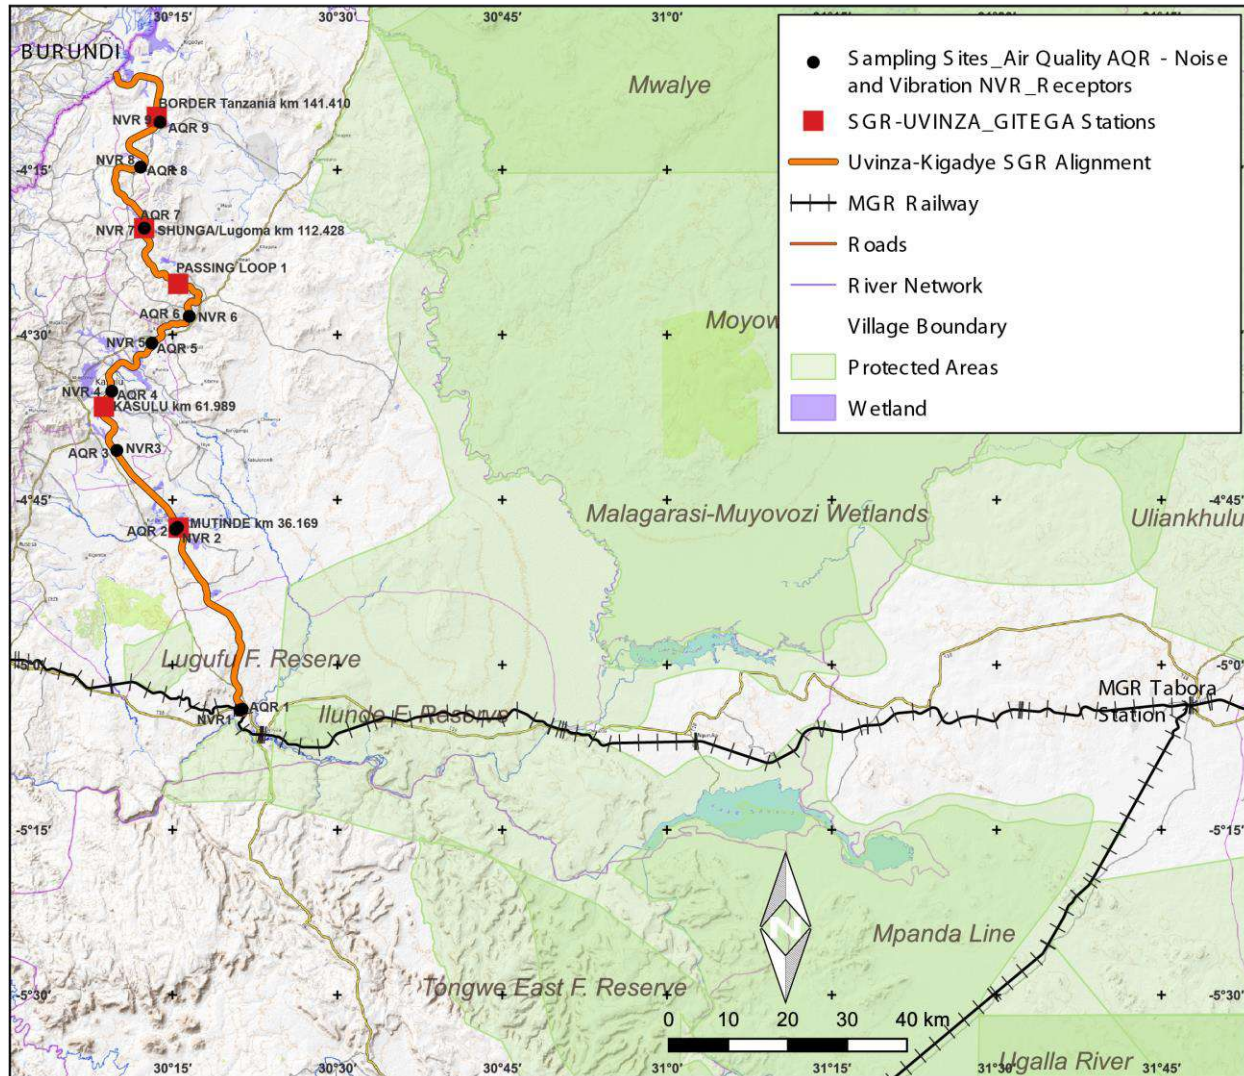 30°15' 30°30' 30°45' 31°0'
BURUNDI
Mwalye
BORDER Tanzania km 141.410
NVR 9
AQR 9
NVR 8
AQR 8
-4°15'
-4°15'
AQR 7
NVR 7
SHUNGA/Lugoma km 112.428
PASSING LOOP 1
AQR 6
NVR 6
-4°30'
-4°30'
NVR 5
AQR 5
Moyow
NVR 4
AQR 4
KASULU km 61.989
AQR 3
NVR3
-4°45'
-4°45'
MUTINDE km 36.169
AQR 2
NVR 2
Malagarasi-Muyovozi Wetlands
Uliankhulu
Lugufu F. Reserve
-5°0'
-5°0'
AQR 1
NVR1
Ilunde F. Reserve
MGR Tabora
Station
-5°15'
-5°15'
Mpanda Line
Tongwe East F. Reserve
-5°30'
-5°30'
Ugalla River
N
0 10 20 30 40 km
30°15' 30°30' 30°45' 31°0' 31°15' 31°30' 31°45'
Sampling Sites_Air Quality AQR - Noise
and Vibration NVR_Receptors
SGR-UVINZA_GITEGA Stations
Uvinza-Kigadye SGR Alignment
MGR Railway
Roads
River Network
Village Boundary
Protected Areas
Wetland